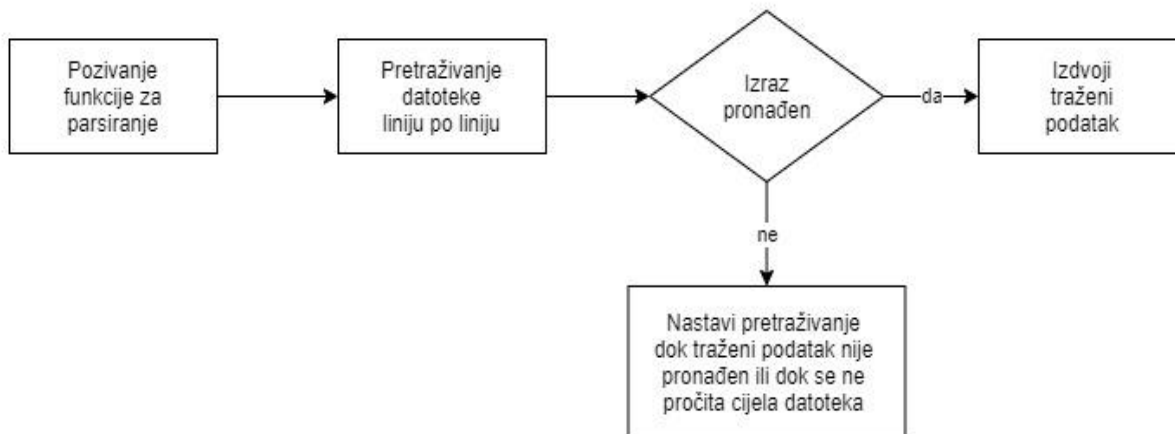 Pozivanje
funkcije za
parsiranje
Pretraživanje
datoteke
liniju po liniju
Izraz
pronađen
da
Izdvoji
traženi
podatak
ne
Nastavi pretraživanje
dok traženi podatak nije
pronađen ili dok se ne
pročita cijela datoteka